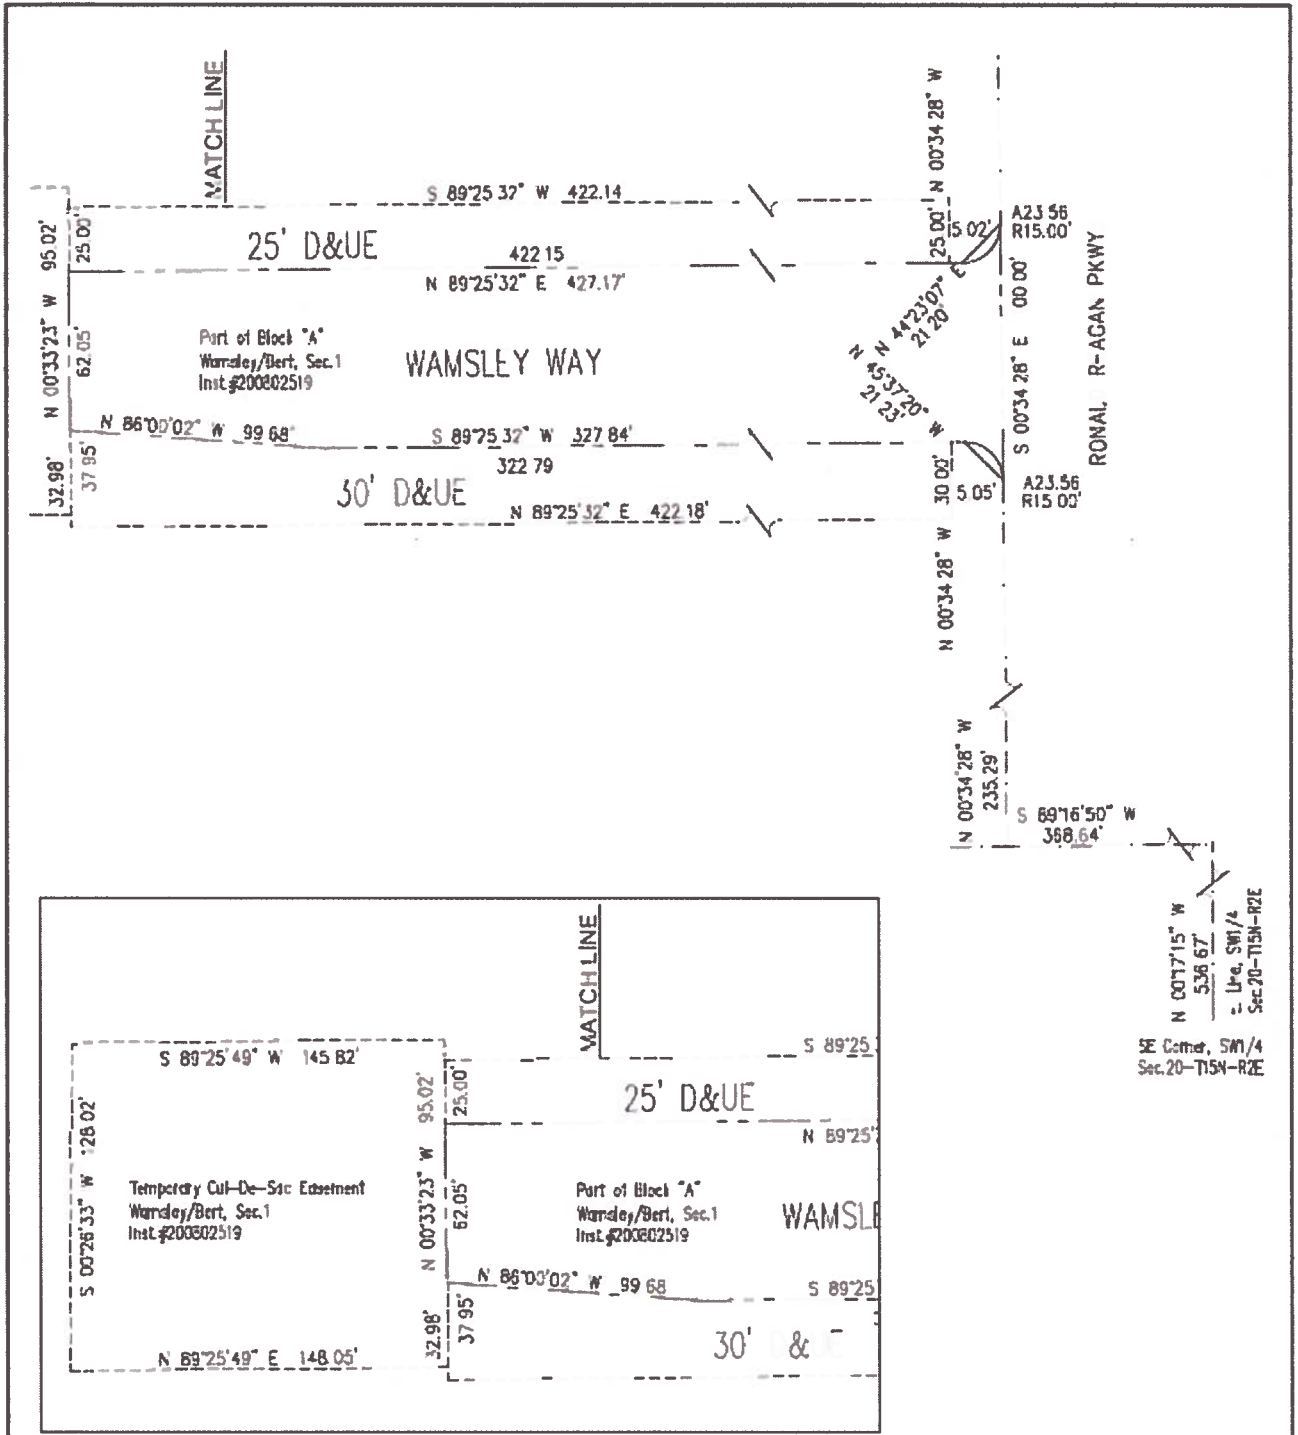 MATCH LINE
N 00°34'28" W
S 89°25'32" W 422.14
25.00'
95.02'
25' D&UE
422.15
N 89°25'32" E 427.17'
25.00'
5.02'
A23.56
R15.00'
N 44°23'07" E
21.20'
Part of Block "A"
Wamsley/Bert, Sec.1
Inst.#200802519
WAMSLEY WAY
N 00°33'23" W
62.05'
N 45°37'20" W
21.23'
S 00°34'28" E
PKWY
N 86°00'02" W 99.68'
S 89°25'32" W 327.84'
322.79
32.98'
37.95'
30' D&UE
N 89°25'32" E 422.18'
30.00'
5.05'
A23.56
R15.00'
N 00°34'28" W
N 00°34'28" W
235.29'
S 89°16'50" W
368.64'
N 00°17'15" W
536.67'
Line, SW1/4
Sec.20-T15N-R2E
SE Corner, SW1/4
Sec.20-T15N-R2E
MATCH LINE
S 89°25'49" W 145.82'
S 89°25
95.02'
25.00'
25' D&UE
N 89°25'
S 00°26'33" W 128.02'
Temporary Cul-De-Sac Easement
Wamsley/Bert, Sec.1
Inst.#200802519
N 00°33'23" W
62.05'
Part of Block "A"
Wamsley/Bert, Sec.1
Inst.#200802519
WAMSLE
N 86°00'02" W 99.68
S 89°25
32.98'
37.95'
30' &
N 89°25'49" E 148.05'